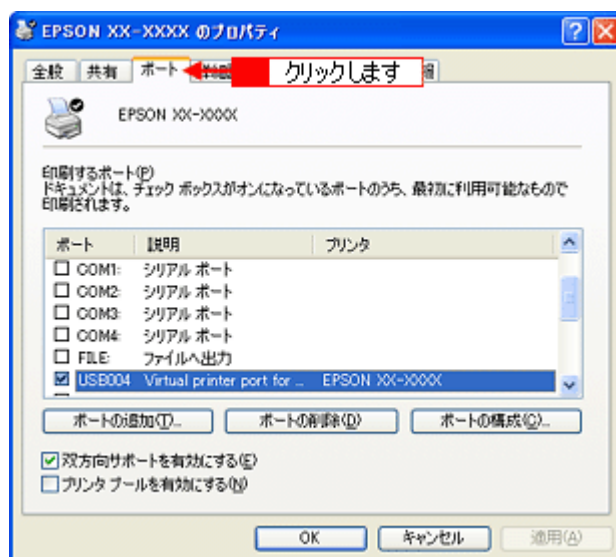 EPSON XX-XXXX のプロパティ
全般 共有 ポート クリックします
EPSON XX-XXXX
印刷するポート(P)
ドキュメントは、チェック ボックスがオンになっているポートのうち、最初に利用可能なもので
印刷されます。
ポート 説明 プリンタ
COM1: シリアル ポート
COM2: シリアル ポート
COM3: シリアル ポート
COM4: シリアル ポート
FILE: ファイルへ出力
USB004 Virtual printer port for ... EPSON XX-XXXX
ポートの追加(T)... ポートの削除(D) ポートの構成(C)...
双方向サポートを有効にする(E)
プリンタ プールを有効にする(N)
OK キャンセル 適用(A)